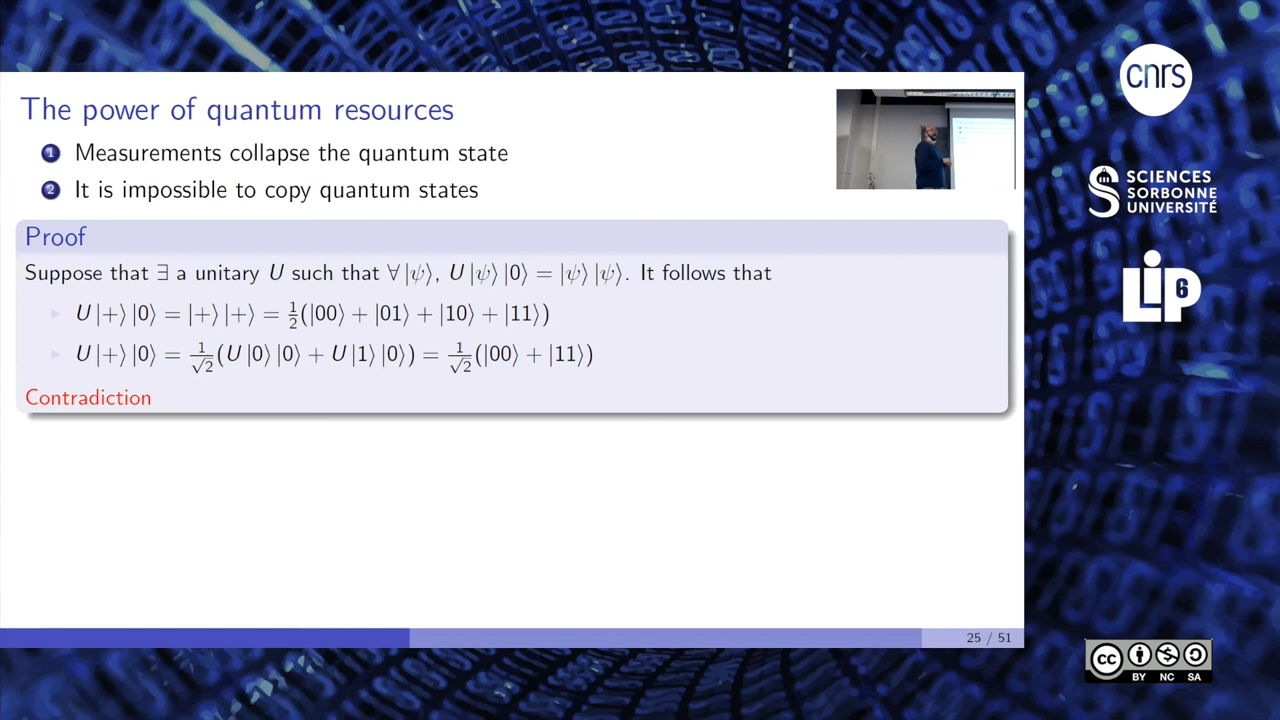 The power of quantum resources
1 Measurements collapse the quantum state
2 It is impossible to copy quantum states
Proof
Suppose that ∃ a unitary U such that ∀|ψ⟩, U|ψ⟩|0⟩ = |ψ⟩|ψ⟩. It follows that
▶ U|+⟩|0⟩ = |+⟩|+⟩ = 1/2(|00⟩ + |01⟩ + |10⟩ + |11⟩)
▶ U|+⟩|0⟩ = 1/√2(U|0⟩|0⟩ + U|1⟩|0⟩) = 1/√2(|00⟩ + |11⟩)
Contradiction
25 / 51
cnrs
SCIENCES
SORBONNE
UNIVERSITÉ
LiP6
cc
BY NC SA